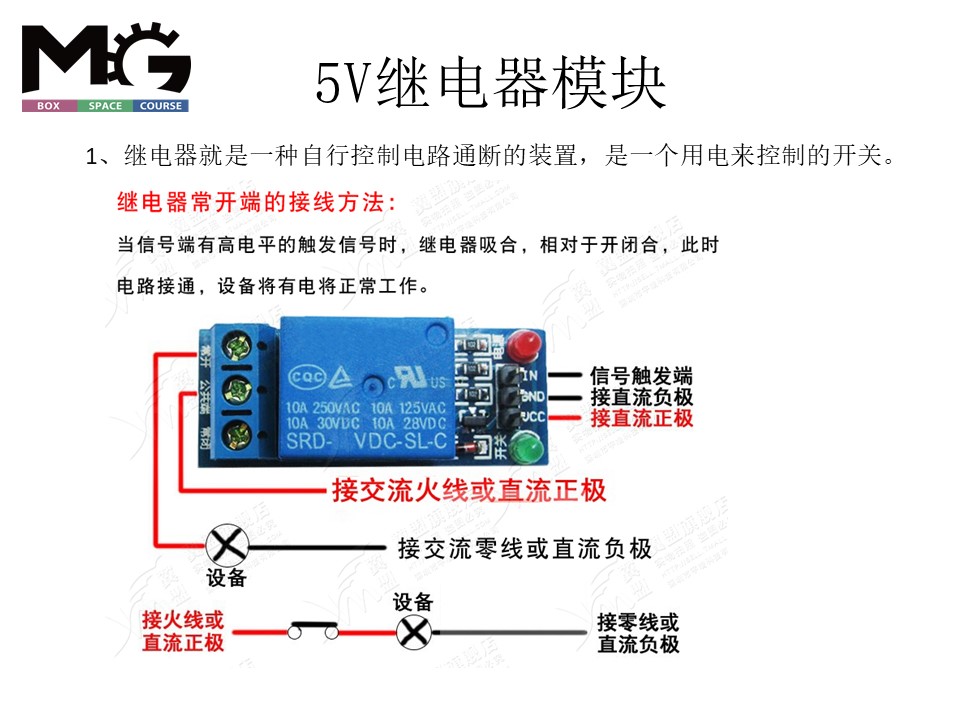 MG
BOX SPACE COURSE
5V继电器模块
1、继电器就是一种自行控制电路通断的装置，是一个用电来控制的开关。
继电器常开端的接线方法：
当信号端有高电平的触发信号时，继电器吸合，相对于开闭合，此时
电路接通，设备将有电将正常工作。
常开
公共端
常闭
CQC
c RU US
10A 250VAC 10A 125VAC
10A 30VDC 10A 28VDC
SRD- VDC-SL-C
电源
IN
GND
VCC
开关
信号触发端
接直流负极
接直流正极
接交流火线或直流正极
接交流零线或直流负极
设备
设备
接火线或
直流正极
接零线或
直流负极